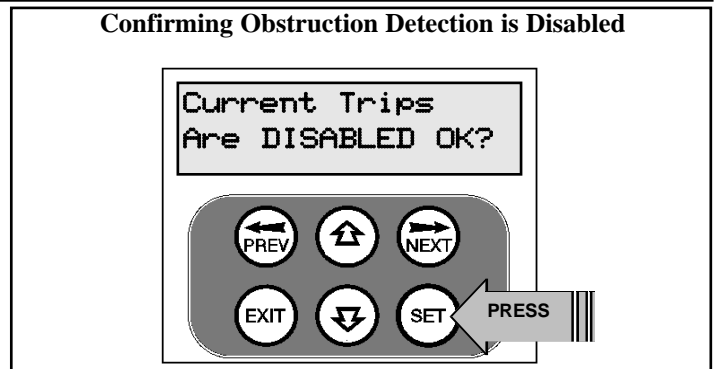 Confirming Obstruction Detection is Disabled
Current Trips
Are DISABLED OK?
PREV
NEXT
EXIT
SET
PRESS